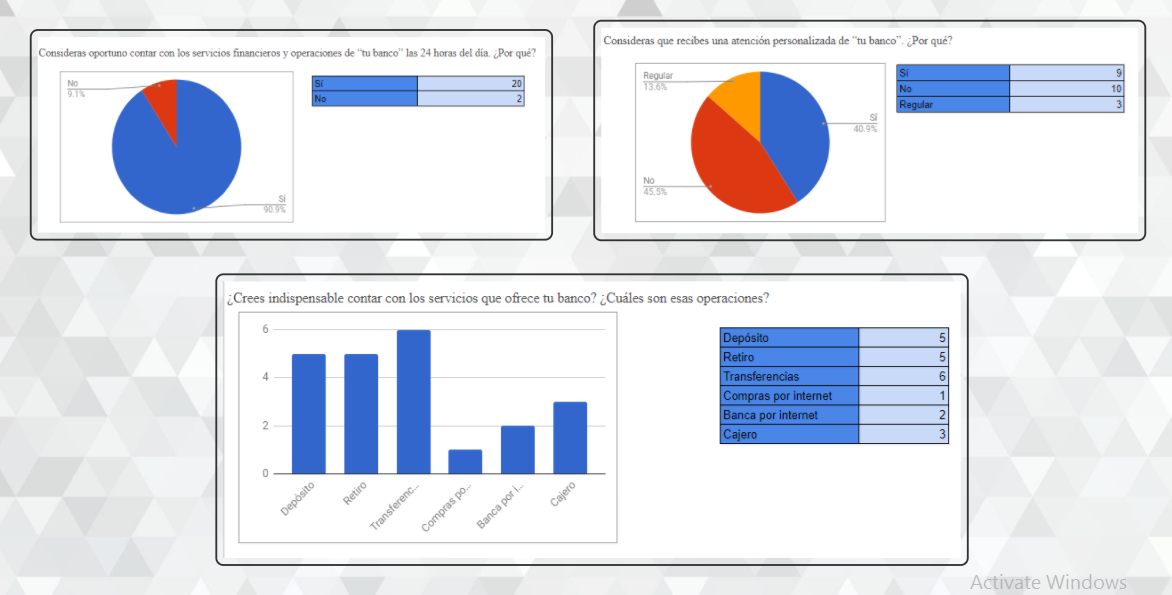 Consideras oportuno contar con los servicios financieros y operaciones de “tu banco” las 24 horas del día. ¿Por qué?
No
9.1%
Sí
90.9%
Sí 20
No 2
Consideras que recibes una atención personalizada de “tu banco”. ¿Por qué?
Regular
13.6%
Sí
40.9%
No
45.5%
Sí 9
No 10
Regular 3
¿Crees indispensable contar con los servicios que ofrece tu banco? ¿Cuáles son esas operaciones?
6
4
2
0
Depósito
Retiro
Transferenc...
Compras po...
Banca por i...
Cajero
Depósito 5
Retiro 5
Transferencias 6
Compras por internet 1
Banca por internet 2
Cajero 3
Activate Windows